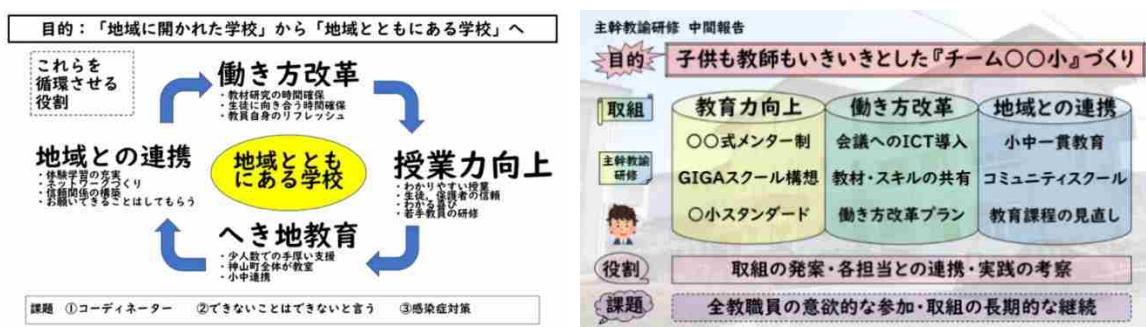 目的：「地域に開かれた学校」から「地域とともにある学校」へ
これらを
循環させる
役割
働き方改革
・教材研究の時間確保
・生徒に向き合う時間確保
・教員自身のリフレッシュ
地域との連携
・体験学習の充実
・ネットワークづくり
・信頼関係の構築
・お願いできることはしてもらう
地域ととも
にある学校
授業力向上
・わかりやすい授業
・生徒、保護者の信頼
・わかる喜び
・若手教員の研修
へき地教育
・少人数での手厚い支援
・神山町全体が教室
・小中連携
課題　①コーディネーター　②できないことはできないと言う　③感染症対策
主幹教諭研修 中間報告
目的
子供も教師もいきいきとした『チーム〇〇小』づくり
取組
教育力向上
働き方改革
地域との連携
〇〇式メンター制
会議へのICT導入
小中一貫教育
主幹教諭
研修
GIGAスクール構想
教材・スキルの共有
コミュニティスクール
〇小スタンダード
働き方改革プラン
教育課程の見直し
役割
取組の発案・各担当との連携・実践の考察
課題
全教職員の意欲的な参加・取組の長期的な継続